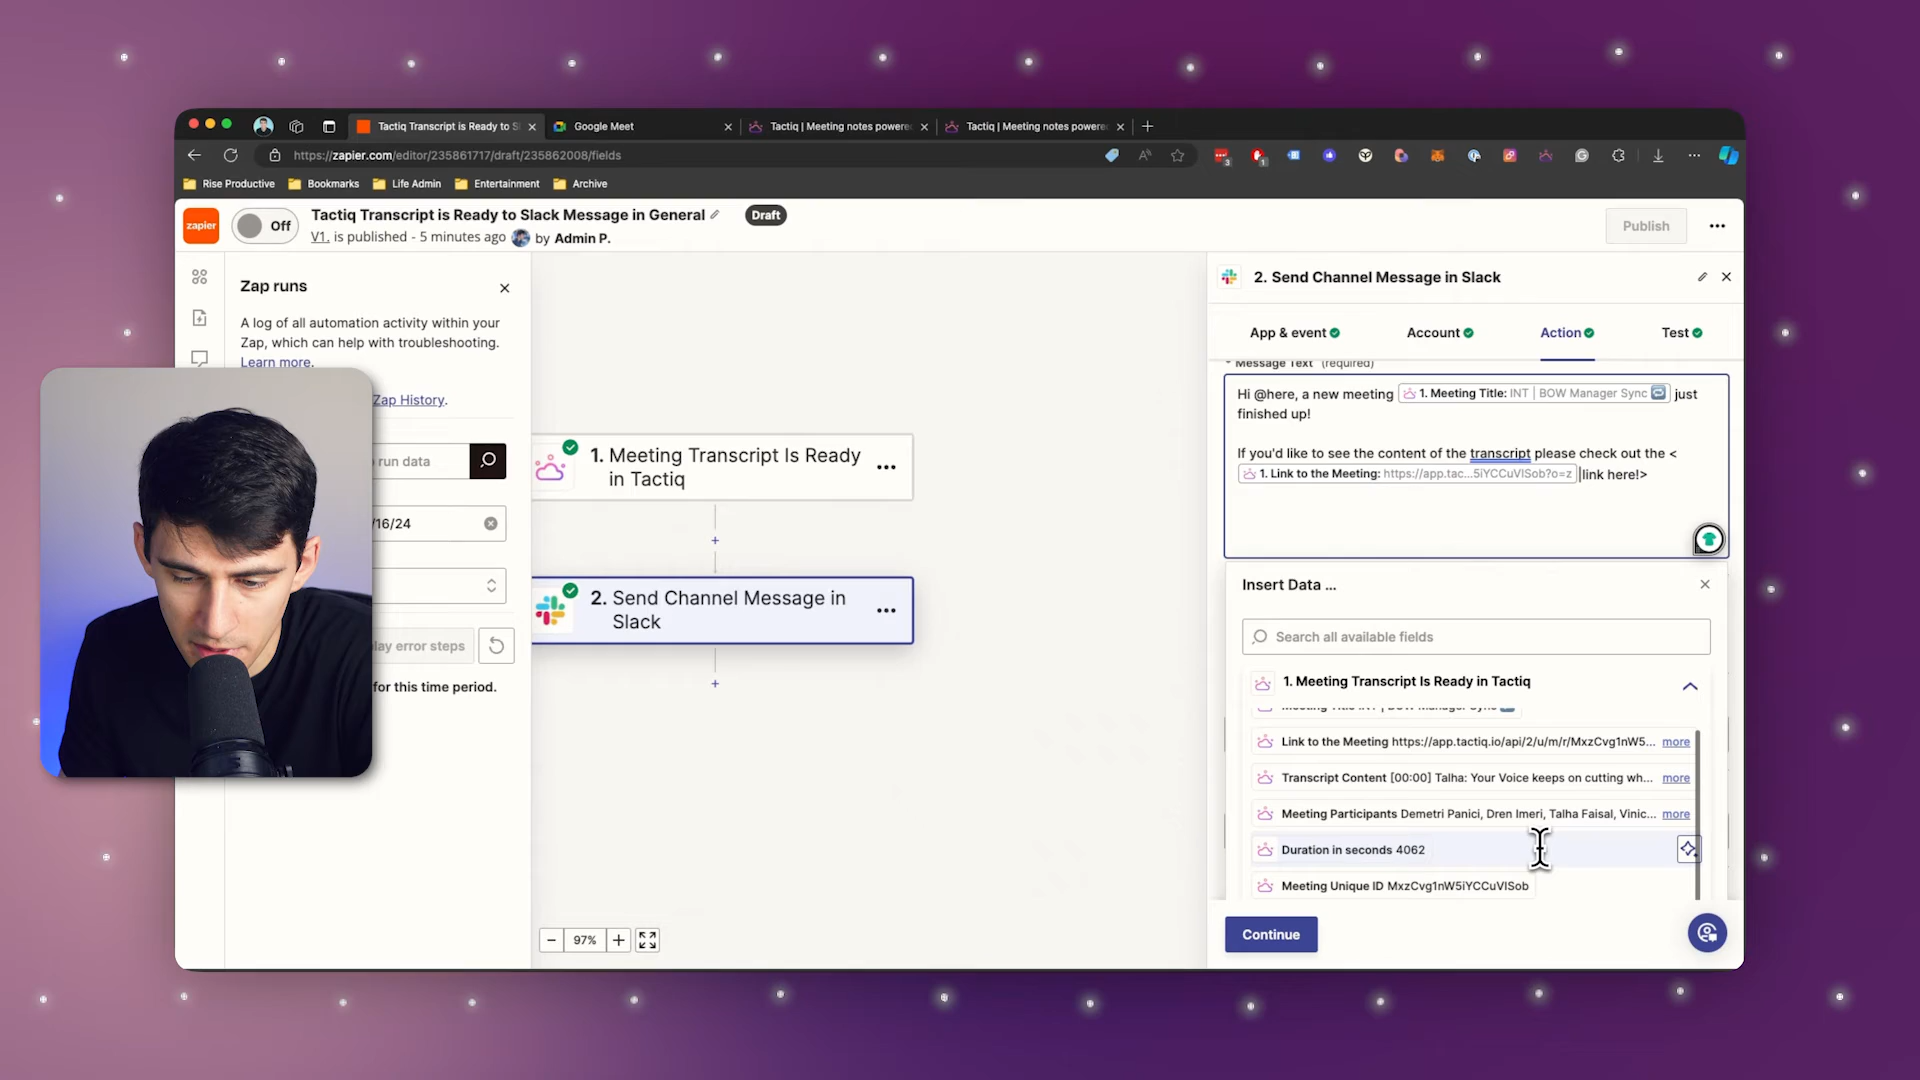 Tactiq Transcript is Ready to S
Google Meet
Tactiq | Meeting notes powere
Tactiq | Meeting notes powere
https://zapier.com/editor/235861717/draft/235862008/fields
3
1
Rise Productive
Bookmarks
Life Admin
Entertainment
Archive
zapier
Off
Tactiq Transcript is Ready to Slack Message in General
Draft
V1. is published - 5 minutes ago by Admin P.
Publish
Zap runs
A log of all automation activity within your
Zap, which can help with troubleshooting.
Learn more.
Zap History.
run data
/16/24
lay error steps
for this time period.
1. Meeting Transcript Is Ready
in Tactiq
2. Send Channel Message in
Slack
97%
2. Send Channel Message in Slack
App & event
Account
Action
Test
* Message Text (required)
Hi @here, a new meeting 1. Meeting Title: INT | BOW Manager Sync just
finished up!
If you'd like to see the content of the transcript please check out the <
1. Link to the Meeting: https://app.tac...5iYCCuVISob?o=z |link here!>
Insert Data ...
Search all available fields
1. Meeting Transcript Is Ready in Tactiq
Meeting Title INT | BOW Manager Sync
Link to the Meeting https://app.tactiq.io/api/2/u/m/r/MxzCvg1nW5... more
Transcript Content [00:00] Talha: Your Voice keeps on cutting wh... more
Meeting Participants Demetri Panici, Dren Imeri, Talha Faisal, Vinic... more
Duration in seconds 4062
Meeting Unique ID MxzCvg1nW5iYCCuVISob
Continue